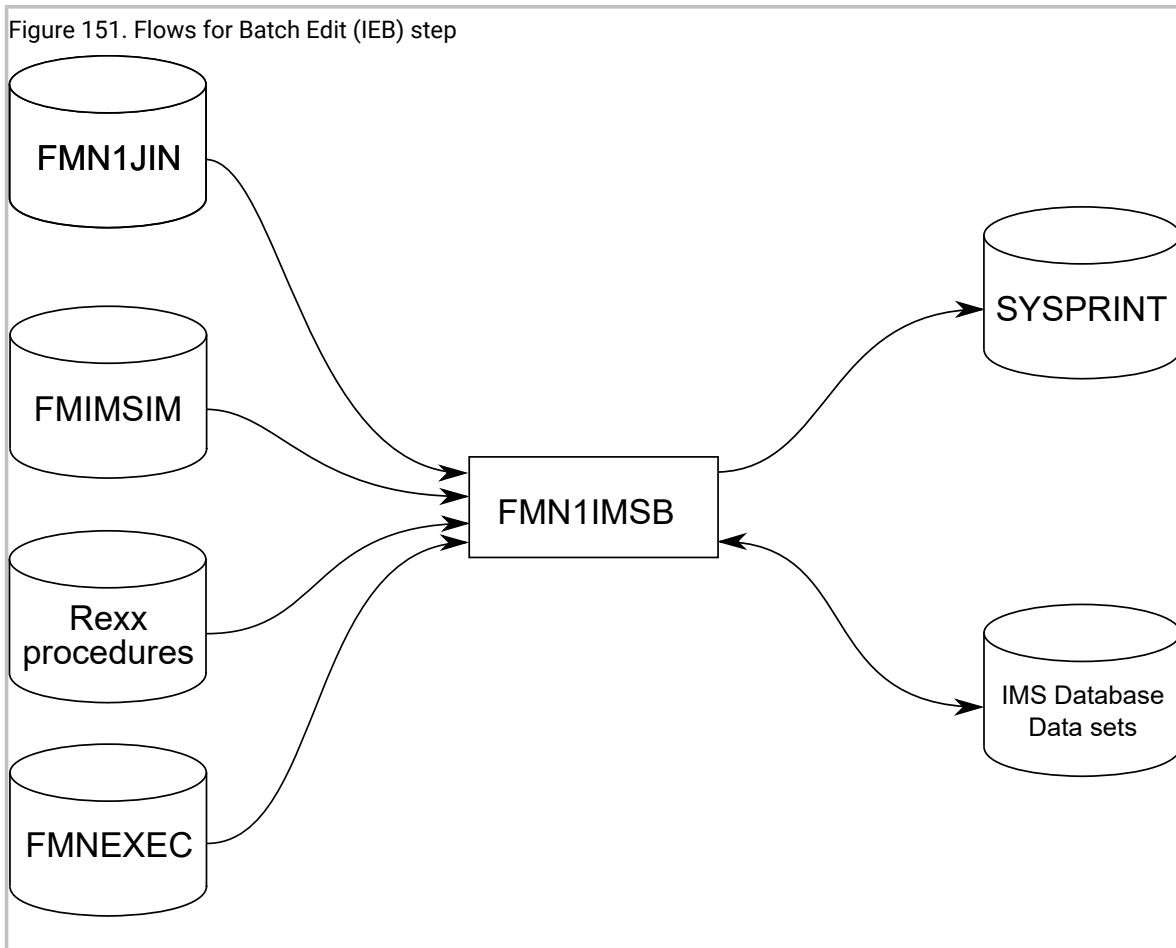 Figure 151. Flows for Batch Edit (IEB) step
FMN1JIN
FMIMSIM
Rexx
procedures
FMNEXEC
FMN1IMSB
SYSPRINT
IMS Database
Data sets